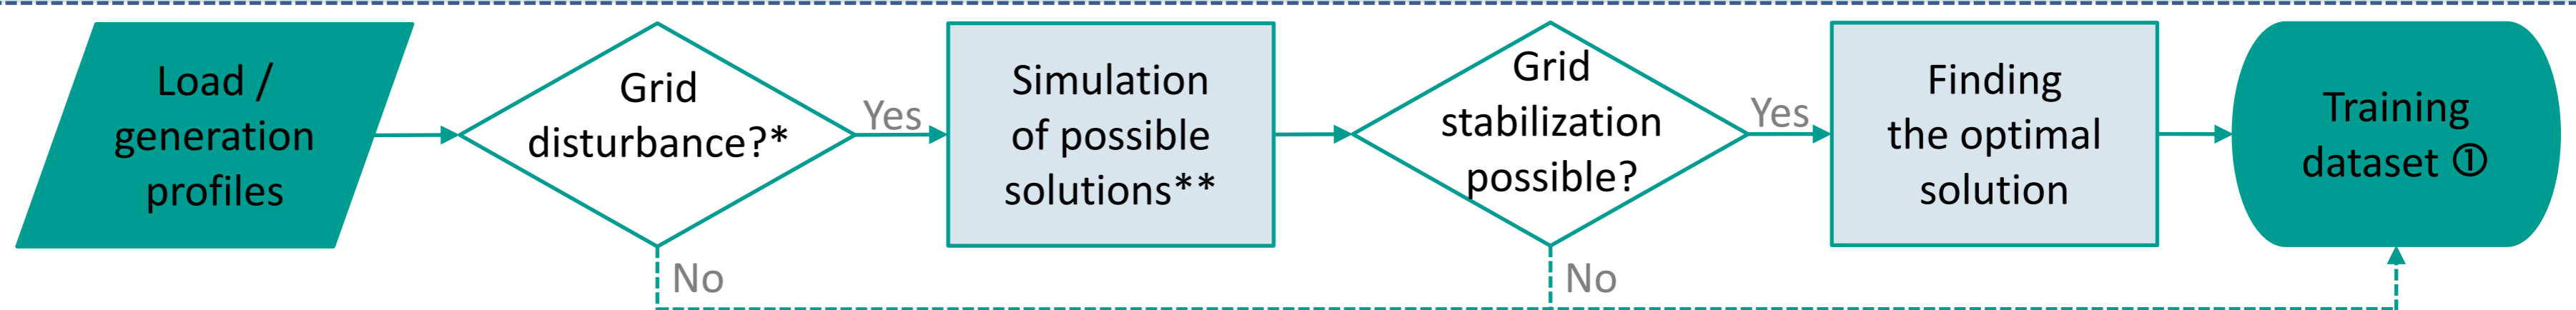 Load /
generation
profiles
Grid
disturbance?*
Yes
No
Simulation
of possible
solutions**
Grid
stabilization
possible?
Yes
No
Finding
the optimal
solution
Training
dataset ①